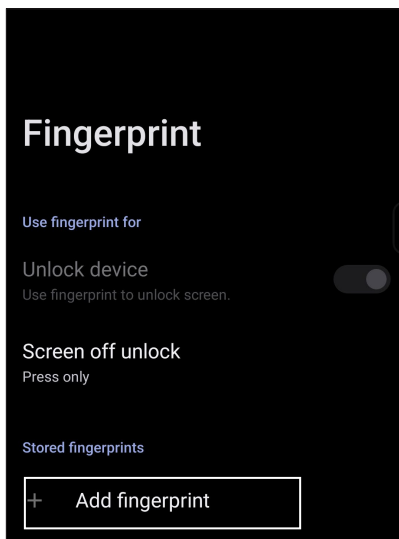 Fingerprint
Use fingerprint for
Unlock device
Use fingerprint to unlock screen.
Screen off unlock
Press only
Stored fingerprints
+ Add fingerprint